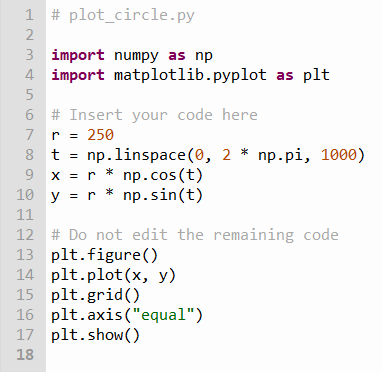 1 # plot_circle.py
2
3 import numpy as np
4 import matplotlib.pyplot as plt
5
6 # Insert your code here
7 r = 250
8 t = np.linspace(0, 2 * np.pi, 1000)
9 x = r * np.cos(t)
10 y = r * np.sin(t)
11
12 # Do not edit the remaining code
13 plt.figure()
14 plt.plot(x, y)
15 plt.grid()
16 plt.axis("equal")
17 plt.show()
18